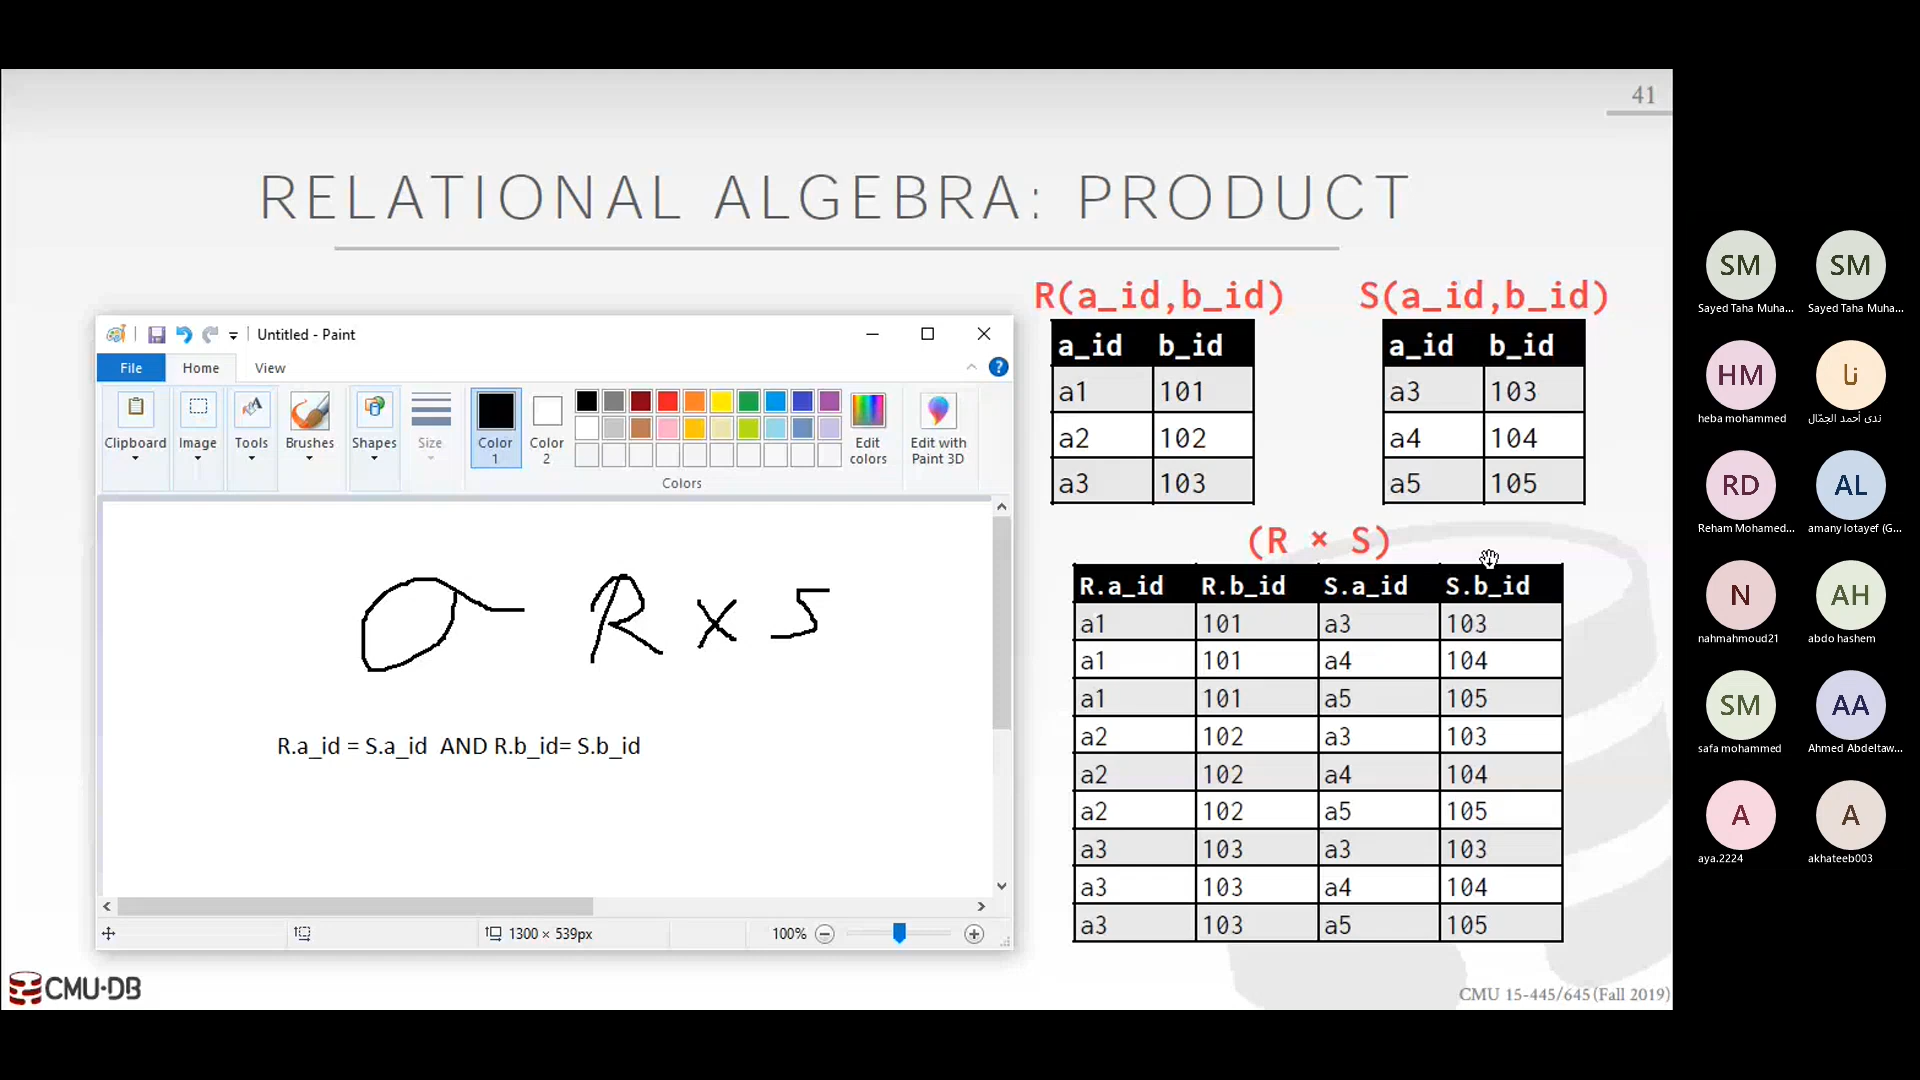 41
RELATIONAL ALGEBRA: PRODUCT
Untitled - Paint
File Home View
Clipboard Image Tools Brushes Shapes Size Color 1 Color 2 Edit colors Edit with Paint 3D
Colors
σ R × S
R.a_id = S.a_id AND R.b_id= S.b_id
1300 × 539px 100%
R(a_id,b_id)
a_id b_id
a1 101
a2 102
a3 103
S(a_id,b_id)
a_id b_id
a3 103
a4 104
a5 105
(R × S)
R.a_id R.b_id S.a_id S.b_id
a1 101 a3 103
a1 101 a4 104
a1 101 a5 105
a2 102 a3 103
a2 102 a4 104
a2 102 a5 105
a3 103 a3 103
a3 103 a4 104
a3 103 a5 105
CMU·DB
CMU 15-445/645 (Fall 2019)
SM SM
Sayed Taha Muha... Sayed Taha Muha...
HM نا
heba mohammed ندى أحمد الجمّال
RD AL
Reham Mohamed... amany lotayef (G...
N AH
nahmahmoud21 abdo hashem
SM AA
safa mohammed Ahmed Abdeltaw...
A A
aya.2224 akhateeb003